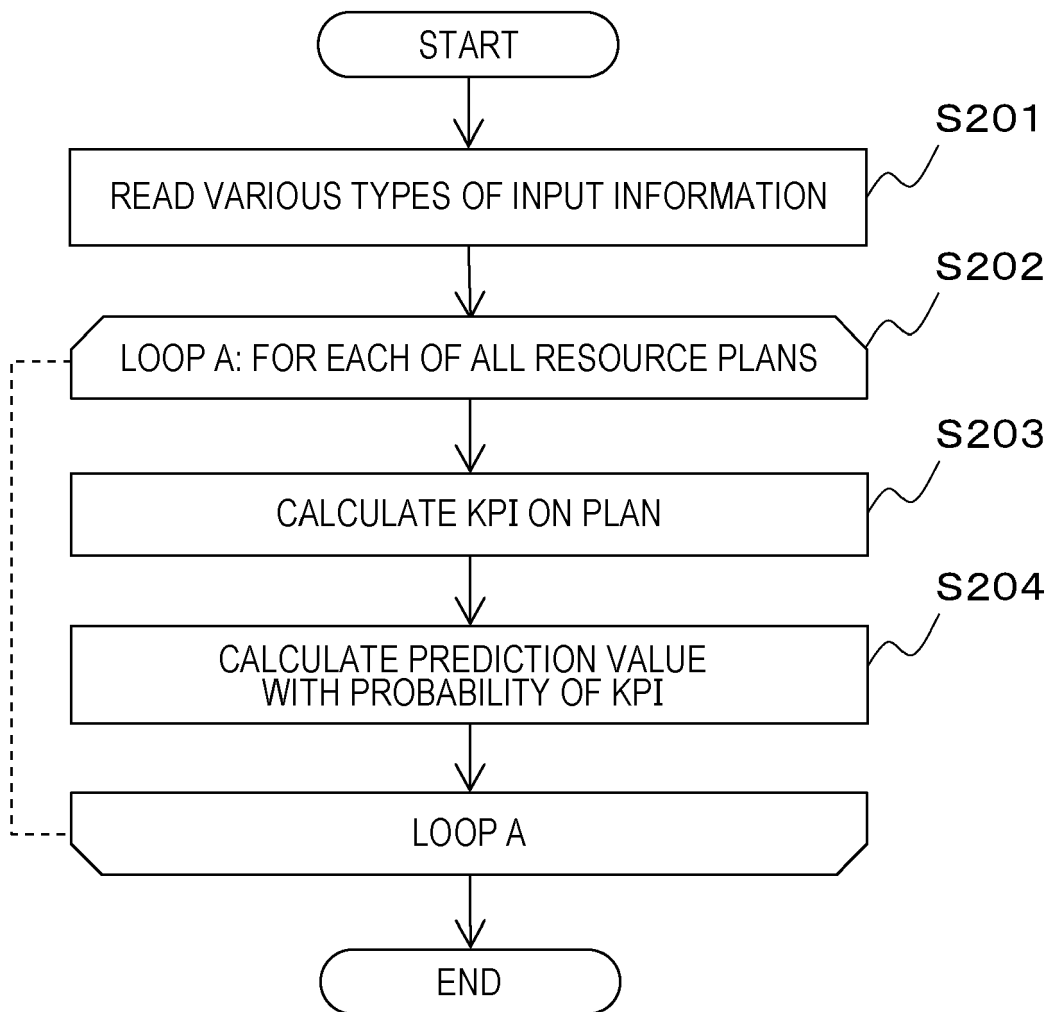 START
S201
READ VARIOUS TYPES OF INPUT INFORMATION
S202
LOOP A: FOR EACH OF ALL RESOURCE PLANS
S203
CALCULATE KPI ON PLAN
S204
CALCULATE PREDICTION VALUE
WITH PROBABILITY OF KPI
LOOP A
END